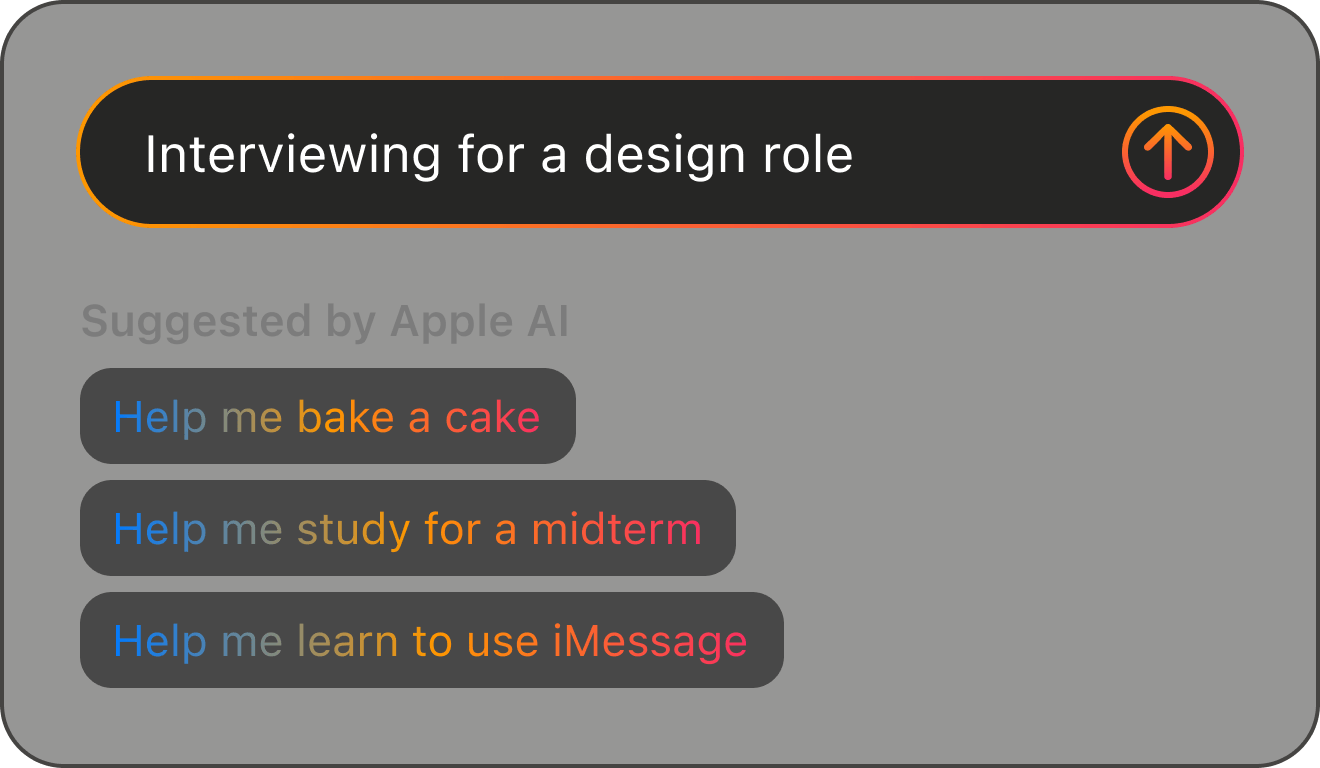 Interviewing for a design role
Suggested by Apple AI
Help me bake a cake
Help me study for a midterm
Help me learn to use iMessage